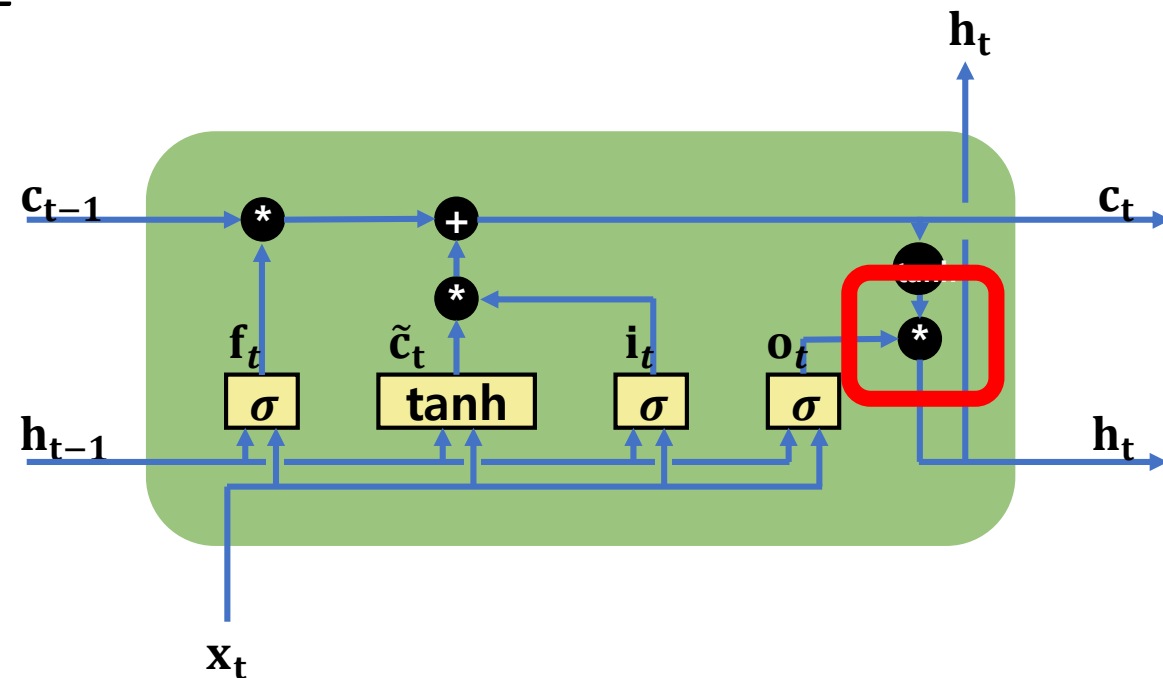 h_t
c_{t−1}
*
+
c_t
*
*
f_t
c̃_t
i_t
o_t
σ
tanh
σ
σ
h_{t−1}
h_t
x_t